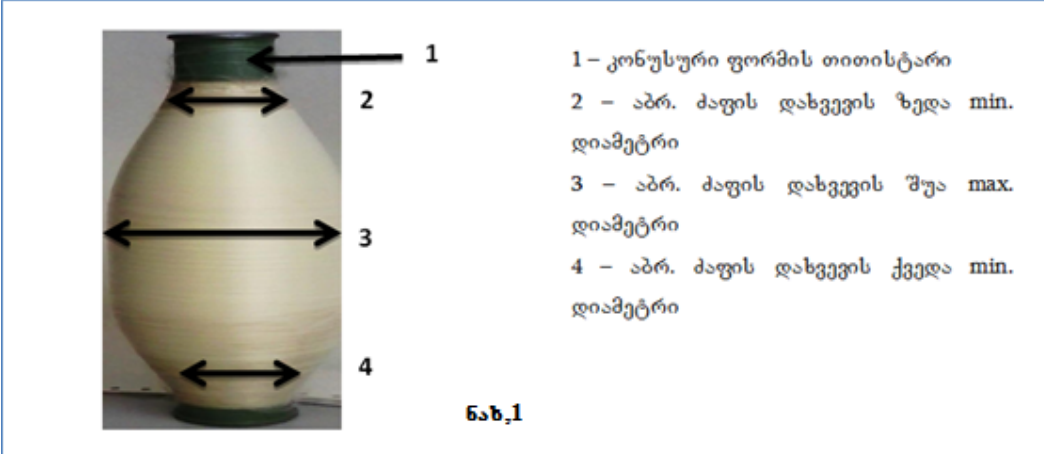 1
2
3
4
1 – კონუსური ფორმის თითისტარი
2 – აბრ. ძაფის დახვევის ზედა min.
დიამეტრი
3 – აბრ. ძაფის დახვევის შუა max.
დიამეტრი
4 – აბრ. ძაფის დახვევის ქვედა min.
დიამეტრი
ნახ,1